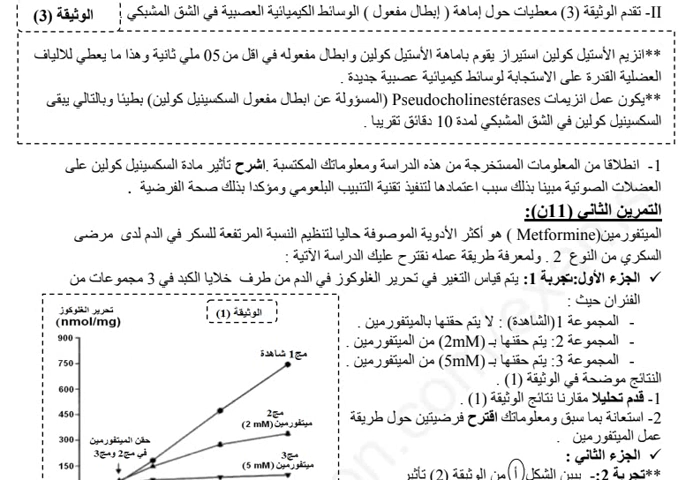 II- تقدم الوثيقة (3) معطيات حول إماهة ( إبطال مفعول ) الوسائط الكيميائية العصبية في الشق المشبكي
الوثيقة (3)
**انزيم الأستيل كولين استيراز يقوم باماهة الأستيل كولين وابطال مفعوله في اقل من 05 ملي ثانية وهذا ما يعطي للالياف
العضلية القدرة على الاستجابة لوسائط كيميائية عصبية جديدة .
**يكون عمل انزيمات Pseudocholinestérases (المسؤولة عن ابطال مفعول السكسينيل كولين) بطيئا وبالتالي يبقى
السكسينيل كولين في الشق المشبكي لمدة 10 دقائق تقريبا .
1- انطلاقا من المعلومات المستخرجة من هذه الدراسة ومعلوماتك المكتسبة .اشرح تأثير مادة السكسينيل كولين على
العضلات الصوتية مبينا بذلك سبب اعتمادها لتنفيذ تقنية التنبيب البلعومي ومؤكدا بذلك صحة الفرضية .
التمرين الثاني (11ن):
الميتفورمين(Metformine ) هو أكثر الأدوية الموصوفة حاليا لتنظيم النسبة المرتفعة للسكر في الدم لدى مرضى
السكري من النوع 2 . ولمعرفة طريقة عمله نقترح عليك الدراسة الآتية :
✓ الجزء الأول:تجربة 1: يتم قياس التغير في تحرير الغلوكوز في الدم من طرف خلايا الكبد في 3 مجموعات من
الفئران حيث :
- المجموعة 1(الشاهدة) : لا يتم حقنها بالميتفورمين .
- المجموعة 2: يتم حقنها بـ (2mM) من الميتفورمين .
- المجموعة 3: يتم حقنها بـ (5mM) من الميتفورمين .
النتائج موضحة في الوثيقة (1) .
1- قدم تحليلا مقارنا نتائج الوثيقة (1) .
2- استعانة بما سبق ومعلوماتك اقترح فرضيتين حول طريقة
عمل الميتفورمين .
✓ الجزء الثاني :
**تجربة 2:- يبين الشكل(أ) من الوثيقة (2) تأثير
تحرير الغلوكوز
(nmol/mg)
الوثيقة (1)
900
750
600
450
300
150
مج1 شاهدة
مج2
ميتفورمين (2 mM)
حقن الميتفورمين
في مج2 ومج3
مج3
ميتفورمين (5 mM)